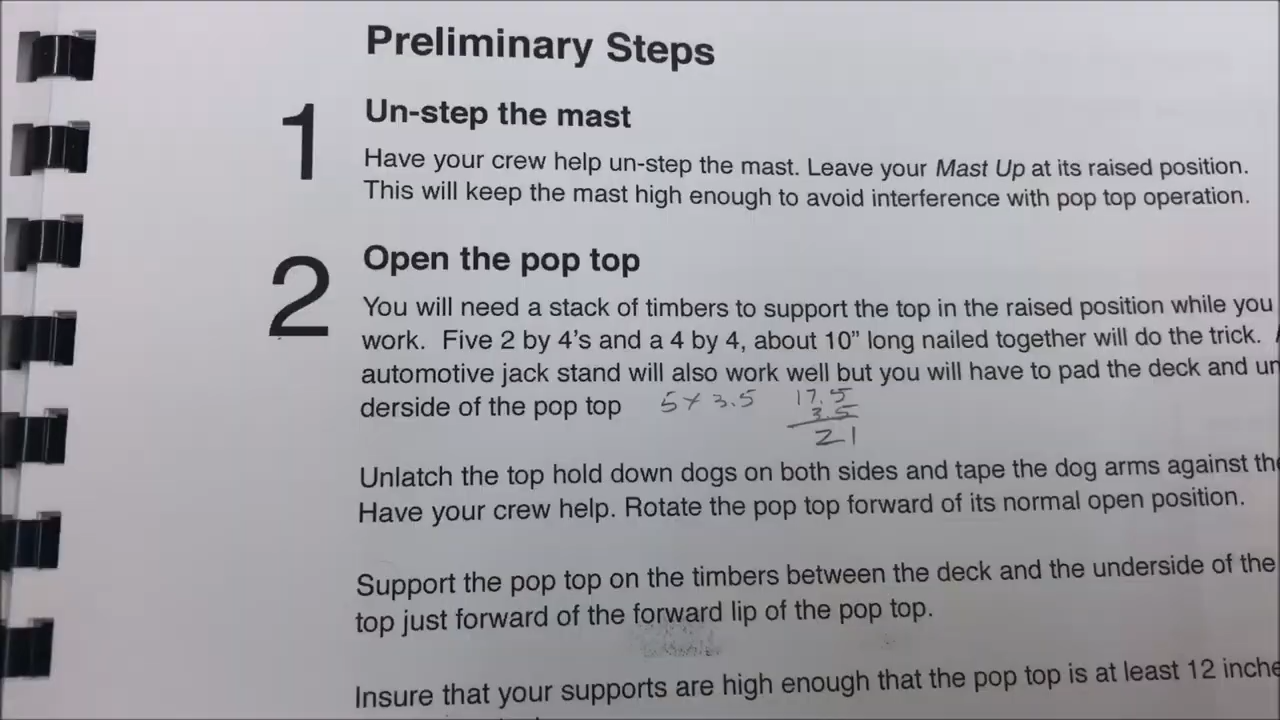 Preliminary Steps
1
Un-step the mast
Have your crew help un-step the mast. Leave your Mast Up at its raised position.
This will keep the mast high enough to avoid interference with pop top operation.
2
Open the pop top
You will need a stack of timbers to support the top in the raised position while you
work. Five 2 by 4's and a 4 by 4, about 10” long nailed together will do the trick.
automotive jack stand will also work well but you will have to pad the deck and un
derside of the pop top 5 x 3.5 17.5
3.5
21
Unlatch the top hold down dogs on both sides and tape the dog arms against the
Have your crew help. Rotate the pop top forward of its normal open position.
Support the pop top on the timbers between the deck and the underside of the
top just forward of the forward lip of the pop top.
Insure that your supports are high enough that the pop top is at least 12 inche